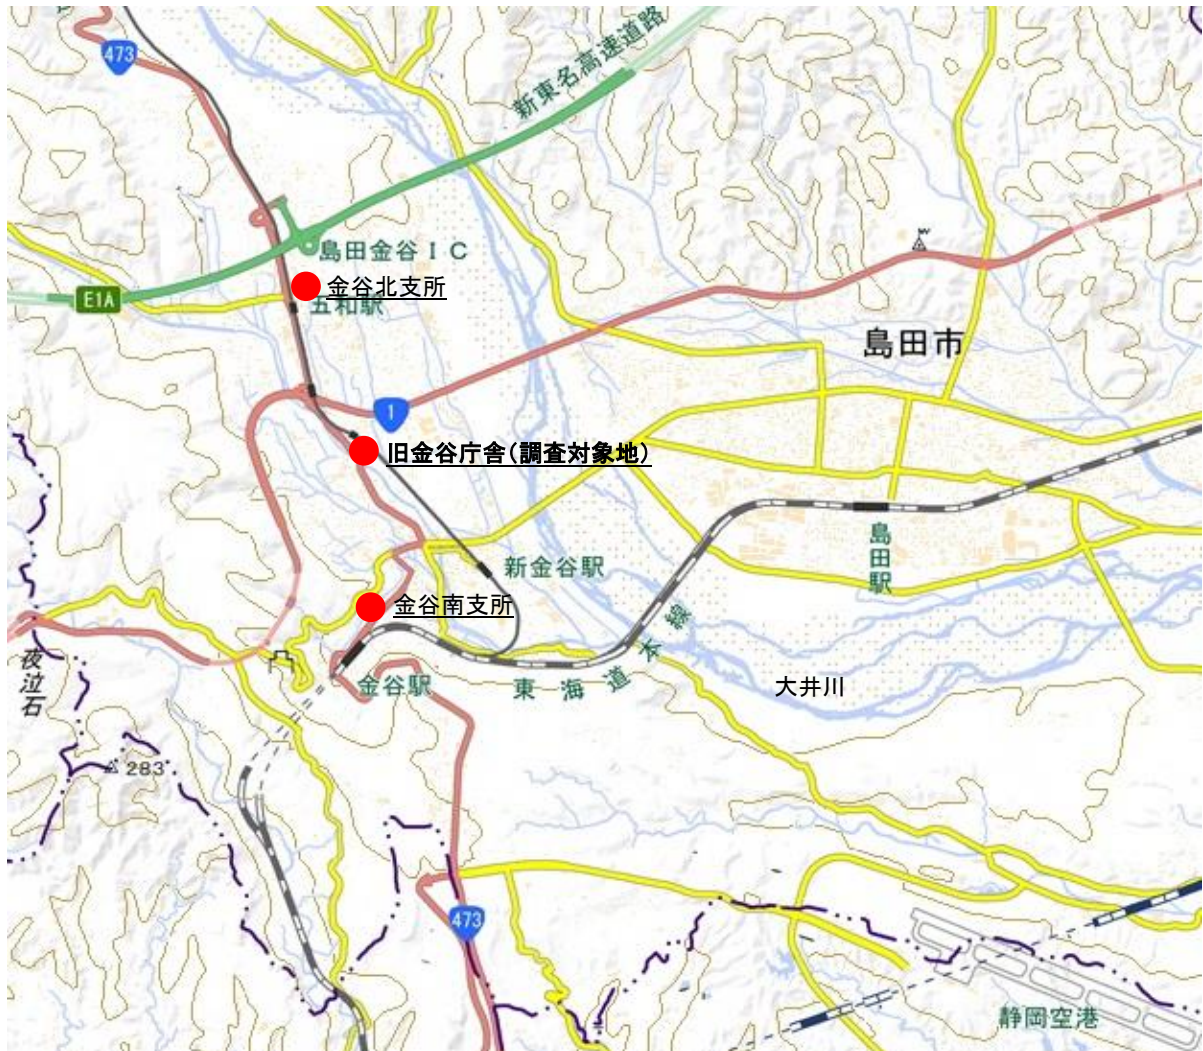 473
新東名高速道路
島田金谷IC
金谷北支所
E1A
五和駅
島田市
1
旧金谷庁舎(調査対象地)
島田駅
新金谷駅
金谷南支所
夜泣石
金谷駅
東海道本線
大井川
283
473
静岡空港